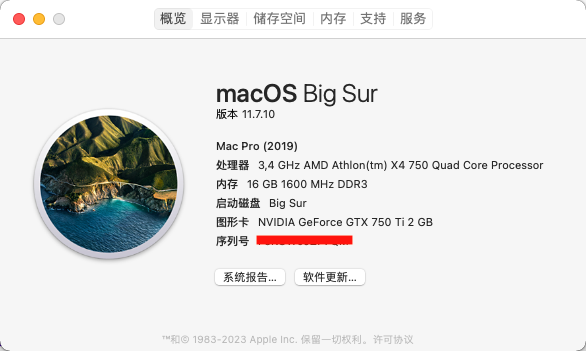 概览 显示器 储存空间 内存 支持 服务
macOS Big Sur
版本 11.7.10
Mac Pro (2019)
处理器 3,4 GHz AMD Athlon(tm) X4 750 Quad Core Processor
内存 16 GB 1600 MHz DDR3
启动磁盘 Big Sur
图形卡 NVIDIA GeForce GTX 750 Ti 2 GB
序列号
系统报告... 软件更新...
™和© 1983-2023 Apple Inc. 保留一切权利。许可协议